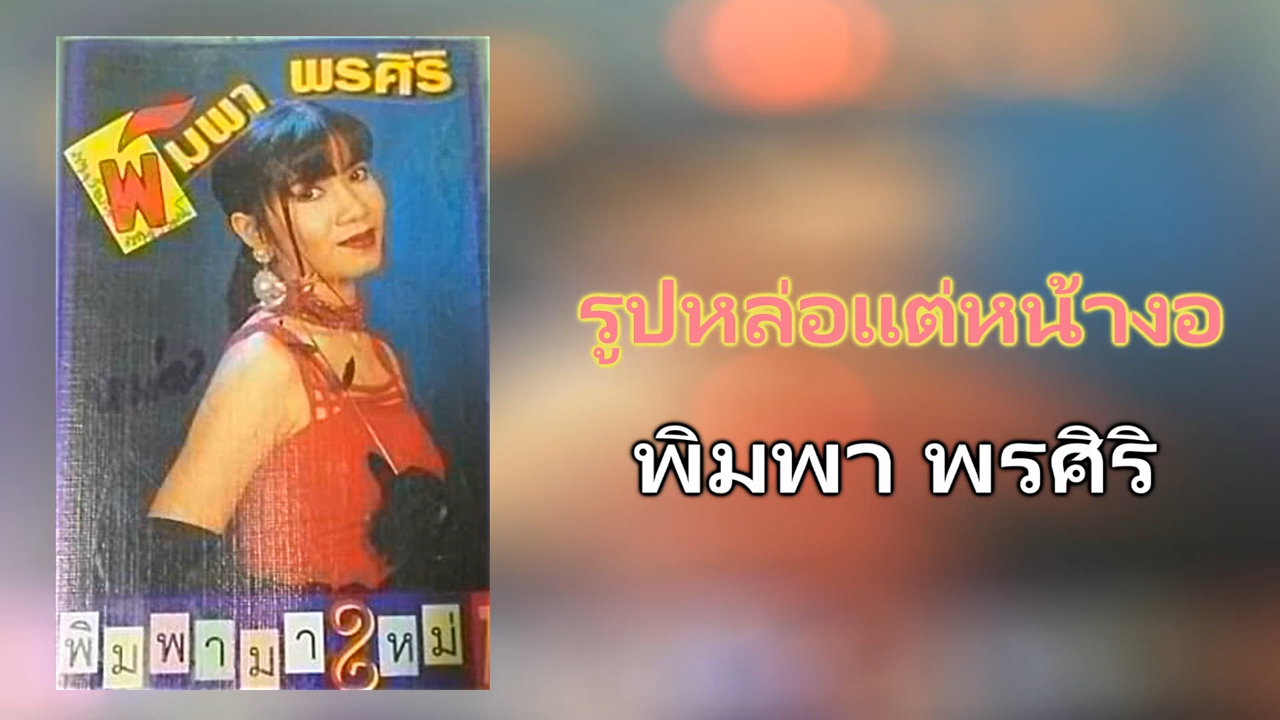 พิมพา พรศิริ
พิมพามาใหม่
รูปหล่อแต่หน้างอ
พิมพา พรศิริ